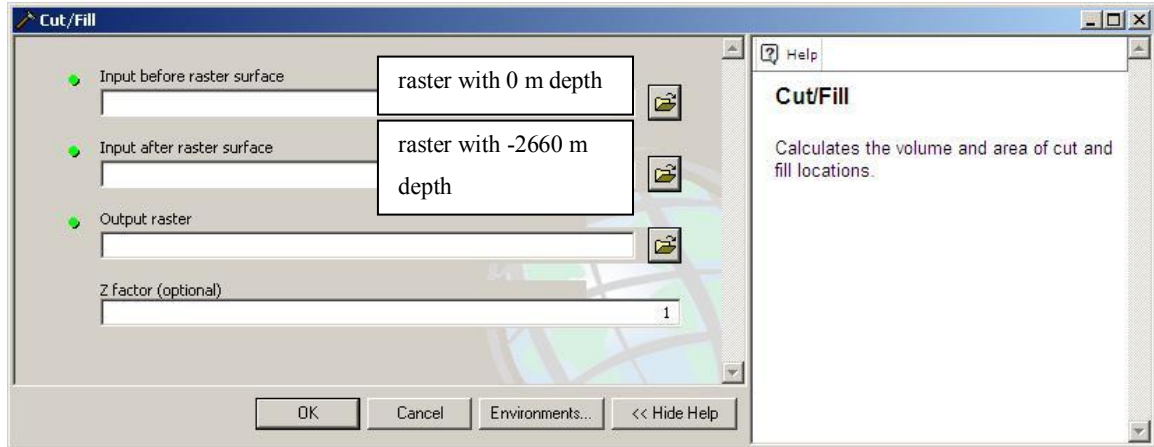 Cut/Fill
Input before raster surface
raster with 0 m depth
Input after raster surface
raster with -2660 m
depth
Output raster
Z factor (optional)
1
OK
Cancel
Environments...
<< Hide Help
Help
Cut/Fill
Calculates the volume and area of cut and
fill locations.